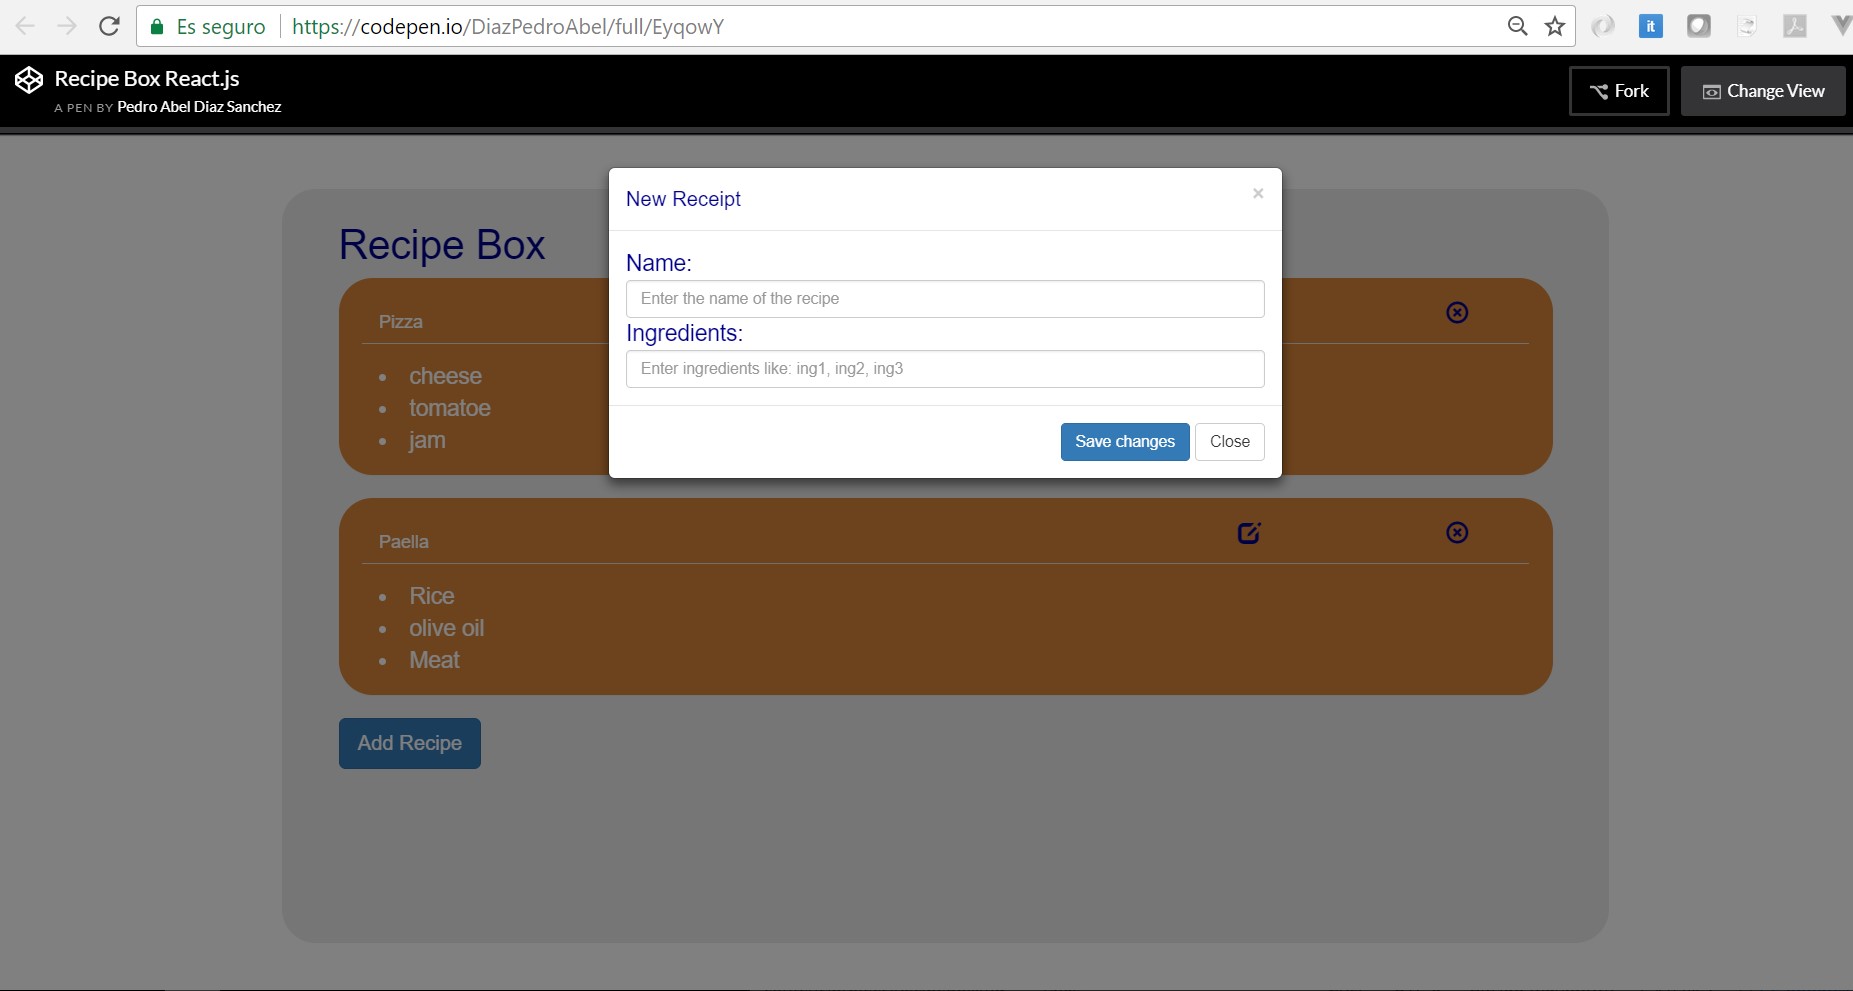 Es seguro https://codepen.io/DiazPedroAbel/full/EyqowY
it
Recipe Box React.js
A PEN BY Pedro Abel Diaz Sanchez
Fork
Change View
New Receipt
×
Name:
Enter the name of the recipe
Ingredients:
Enter ingredients like: ing1, ing2, ing3
Save changes
Close
Recipe Box
Pizza
cheese
tomatoe
jam
Paella
Rice
olive oil
Meat
Add Recipe